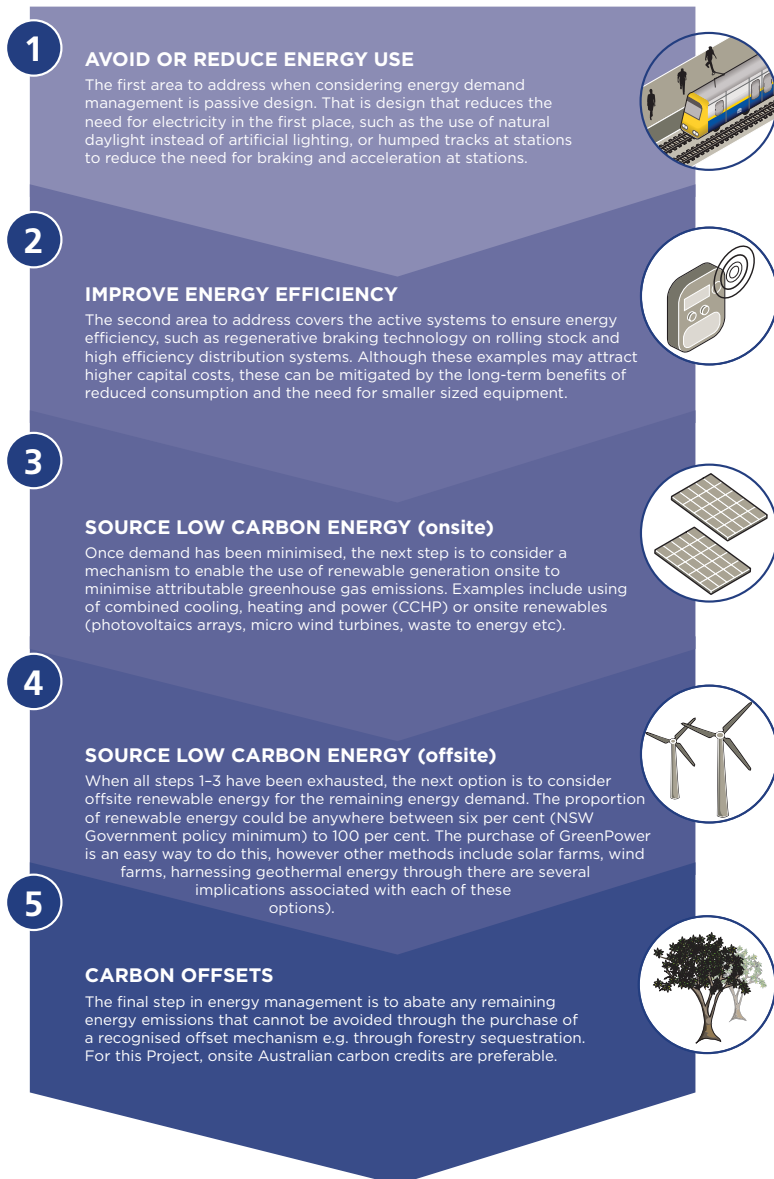 1
AVOID OR REDUCE ENERGY USE
The first area to address when considering energy demand
management is passive design. That is design that reduces the
need for electricity in the first place, such as the use of natural
daylight instead of artificial lighting, or humped tracks at stations
to reduce the need for braking and acceleration at stations.
2
IMPROVE ENERGY EFFICIENCY
The second area to address covers the active systems to ensure energy
efficiency, such as regenerative braking technology on rolling stock and
high efficiency distribution systems. Although these examples may attract
higher capital costs, these can be mitigated by the long-term benefits of
reduced consumption and the need for smaller sized equipment.
3
SOURCE LOW CARBON ENERGY (onsite)
Once demand has been minimised, the next step is to consider a
mechanism to enable the use of renewable generation onsite to
minimise attributable greenhouse gas emissions. Examples include using
of combined cooling, heating and power (CCHP) or onsite renewables
(photovoltaics arrays, micro wind turbines, waste to energy etc).
4
SOURCE LOW CARBON ENERGY (offsite)
When all steps 1–3 have been exhausted, the next option is to consider
offsite renewable energy for the remaining energy demand. The proportion
of renewable energy could be anywhere between six per cent (NSW
Government policy minimum) to 100 per cent. The purchase of GreenPower
is an easy way to do this, however other methods include solar farms, wind
farms, harnessing geothermal energy through there are several
implications associated with each of these
options).
5
CARBON OFFSETS
The final step in energy management is to abate any remaining
energy emissions that cannot be avoided through the purchase of
a recognised offset mechanism e.g. through forestry sequestration.
For this Project, onsite Australian carbon credits are preferable.